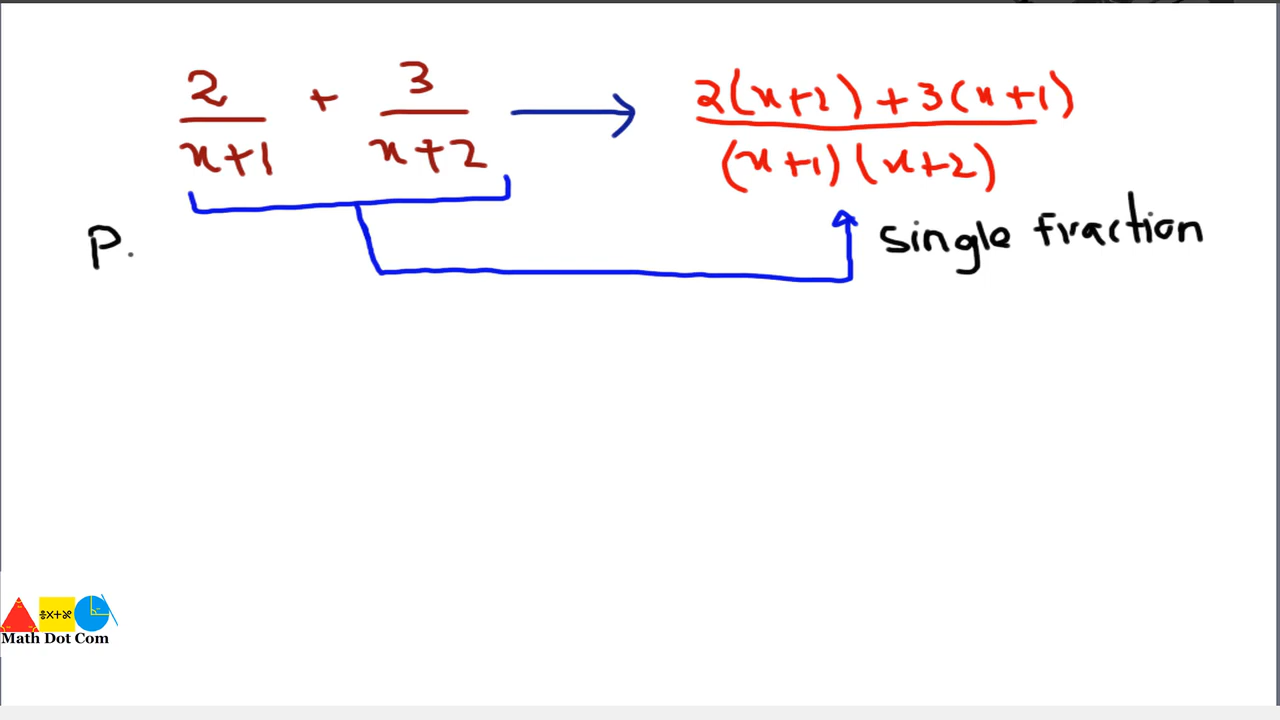 2/(x+1) + 3/(x+2) → 2(x+2) + 3(x+1)/(x+1)(x+2)
P.
single fraction
÷x+
Math Dot Com